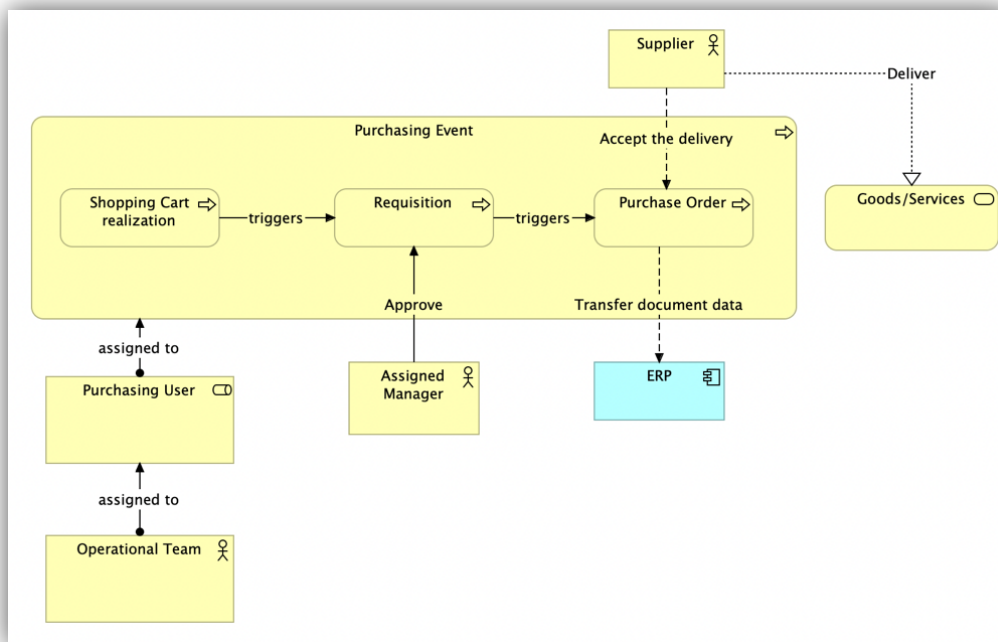 Supplier
Deliver
Purchasing Event
Accept the delivery
Shopping Cart
realization
triggers
Requisition
triggers
Purchase Order
Goods/Services
Approve
Transfer document data
assigned to
Purchasing User
Assigned
Manager
ERP
assigned to
Operational Team